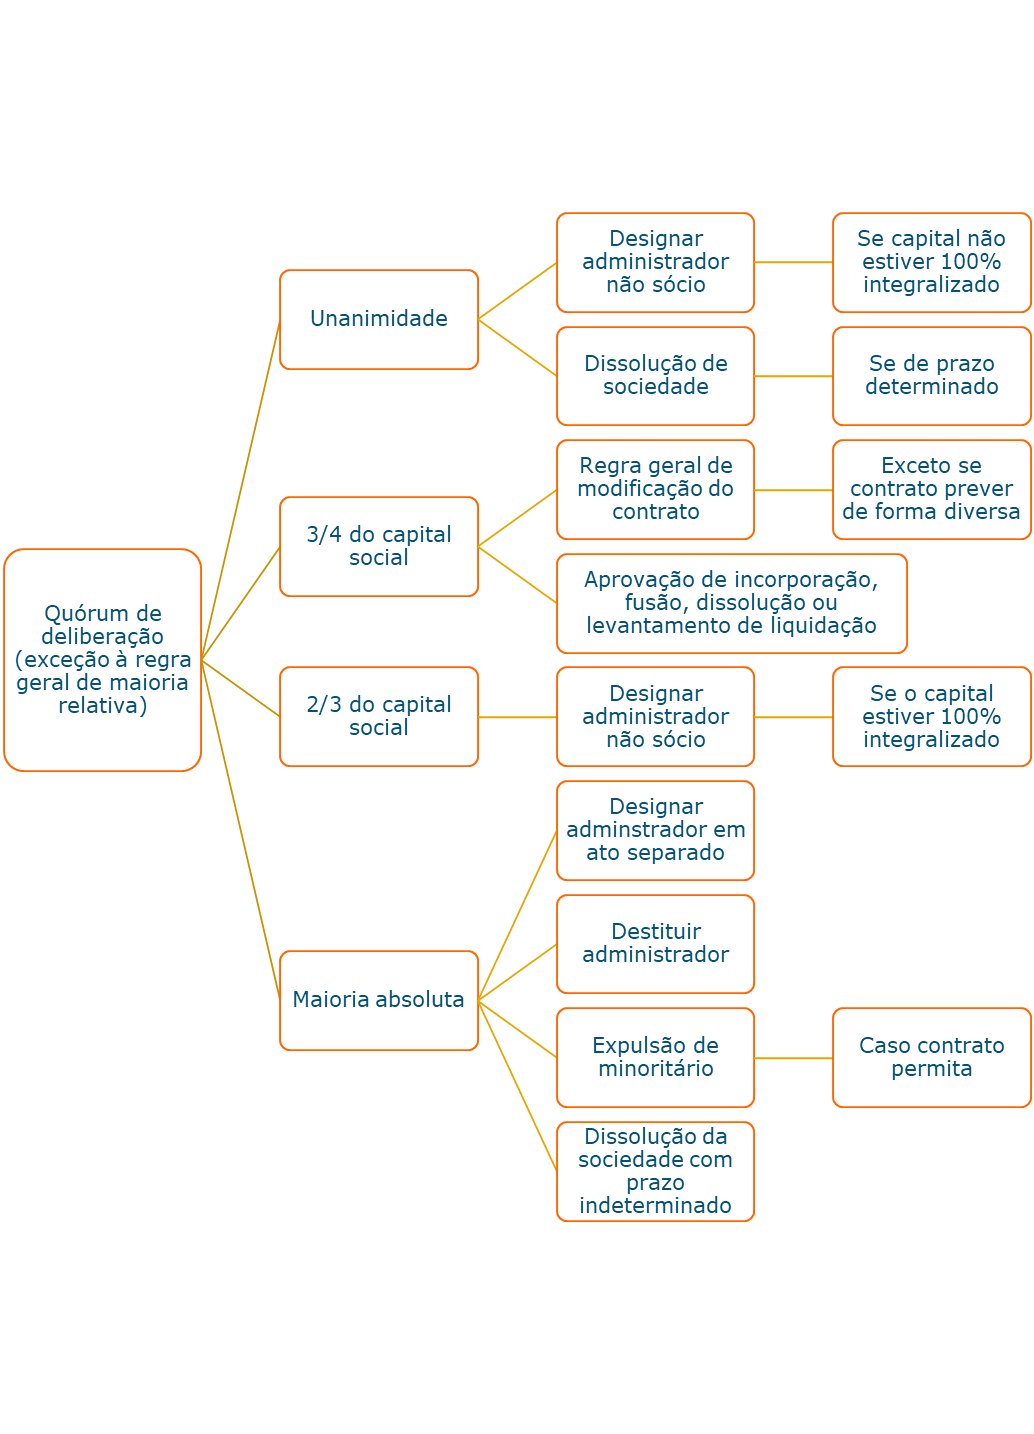 Quórum de
deliberação
(exceção à regra
geral de maioria
relativa)
Unanimidade
Designar
administrador
não sócio
Se capital não
estiver 100%
integralizado
Dissolução de
sociedade
Se de prazo
determinado
3/4 do capital
social
Regra geral de
modificação do
contrato
Exceto se
contrato prever
de forma diversa
Aprovação de incorporação,
fusão, dissolução ou
levantamento de liquidação
2/3 do capital
social
Designar
administrador
não sócio
Se o capital
estiver 100%
integralizado
Maioria absoluta
Designar
adminstrador em
ato separado
Destituir
administrador
Expulsão de
minoritário
Caso contrato
permita
Dissolução da
sociedade com
prazo
indeterminado